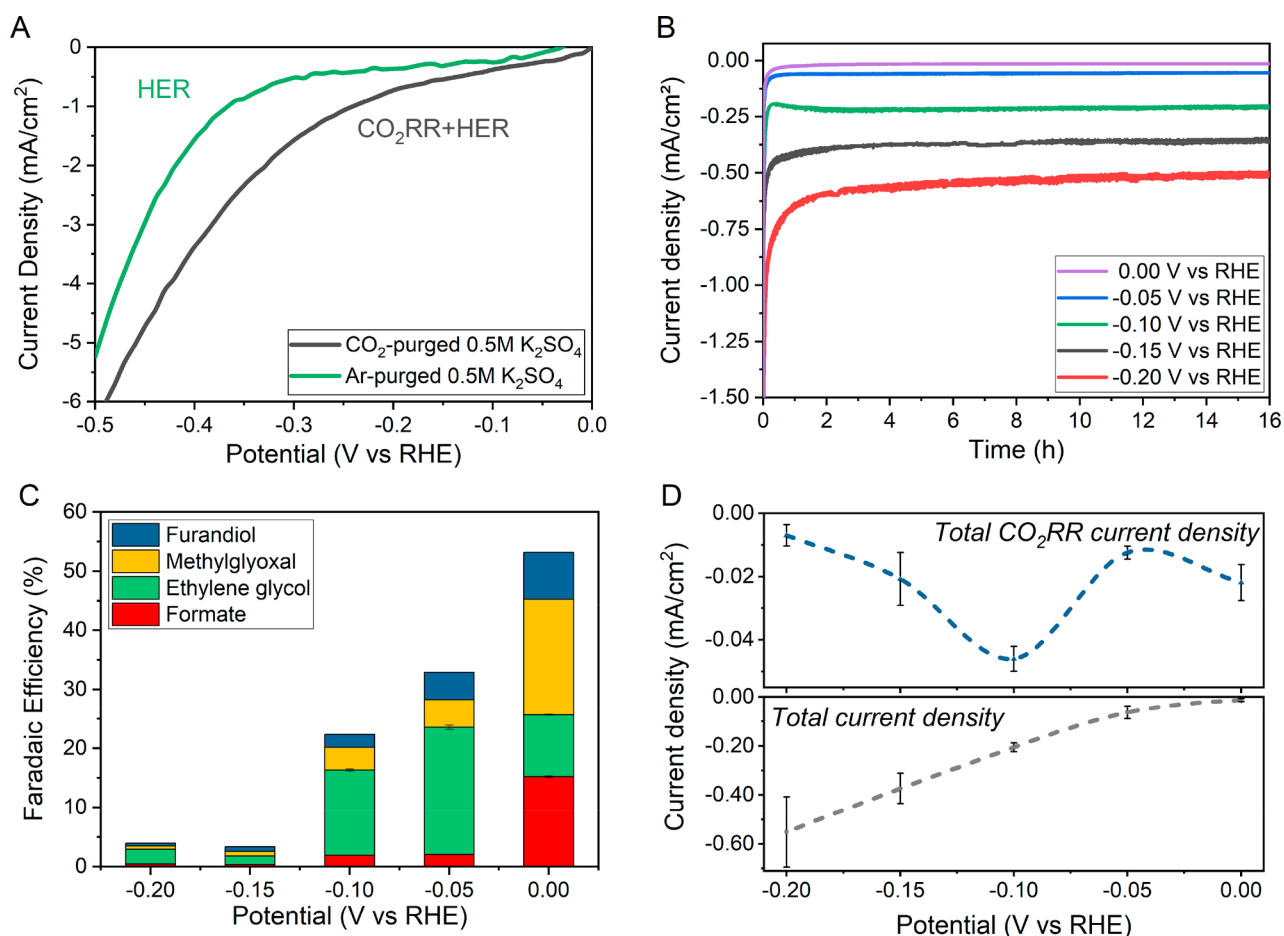 A
0
-1
-2
-3
-4
-5
-6
Current Density (mA/cm²)
HER
CO₂RR+HER
CO₂-purged 0.5M K₂SO₄
Ar-purged 0.5M K₂SO₄
-0.5 -0.4 -0.3 -0.2 -0.1 0.0
Potential (V vs RHE)
B
0.00
-0.25
-0.50
-0.75
-1.00
-1.25
-1.50
Current density (mA/cm²)
0.00 V vs RHE
-0.05 V vs RHE
-0.10 V vs RHE
-0.15 V vs RHE
-0.20 V vs RHE
0 2 4 6 8 10 12 14 16
Time (h)
C
60
50
40
30
20
10
0
Faradaic Efficiency (%)
Furandiol
Methylglyoxal
Ethylene glycol
Formate
-0.20 -0.15 -0.10 -0.05 0.00
Potential (V vs RHE)
D
0.00
-0.02
-0.04
Total CO₂RR current density
Current density (mA/cm²)
0.00
-0.20
-0.40
-0.60
Total current density
-0.20 -0.15 -0.10 -0.05 0.00
Potential (V vs RHE)